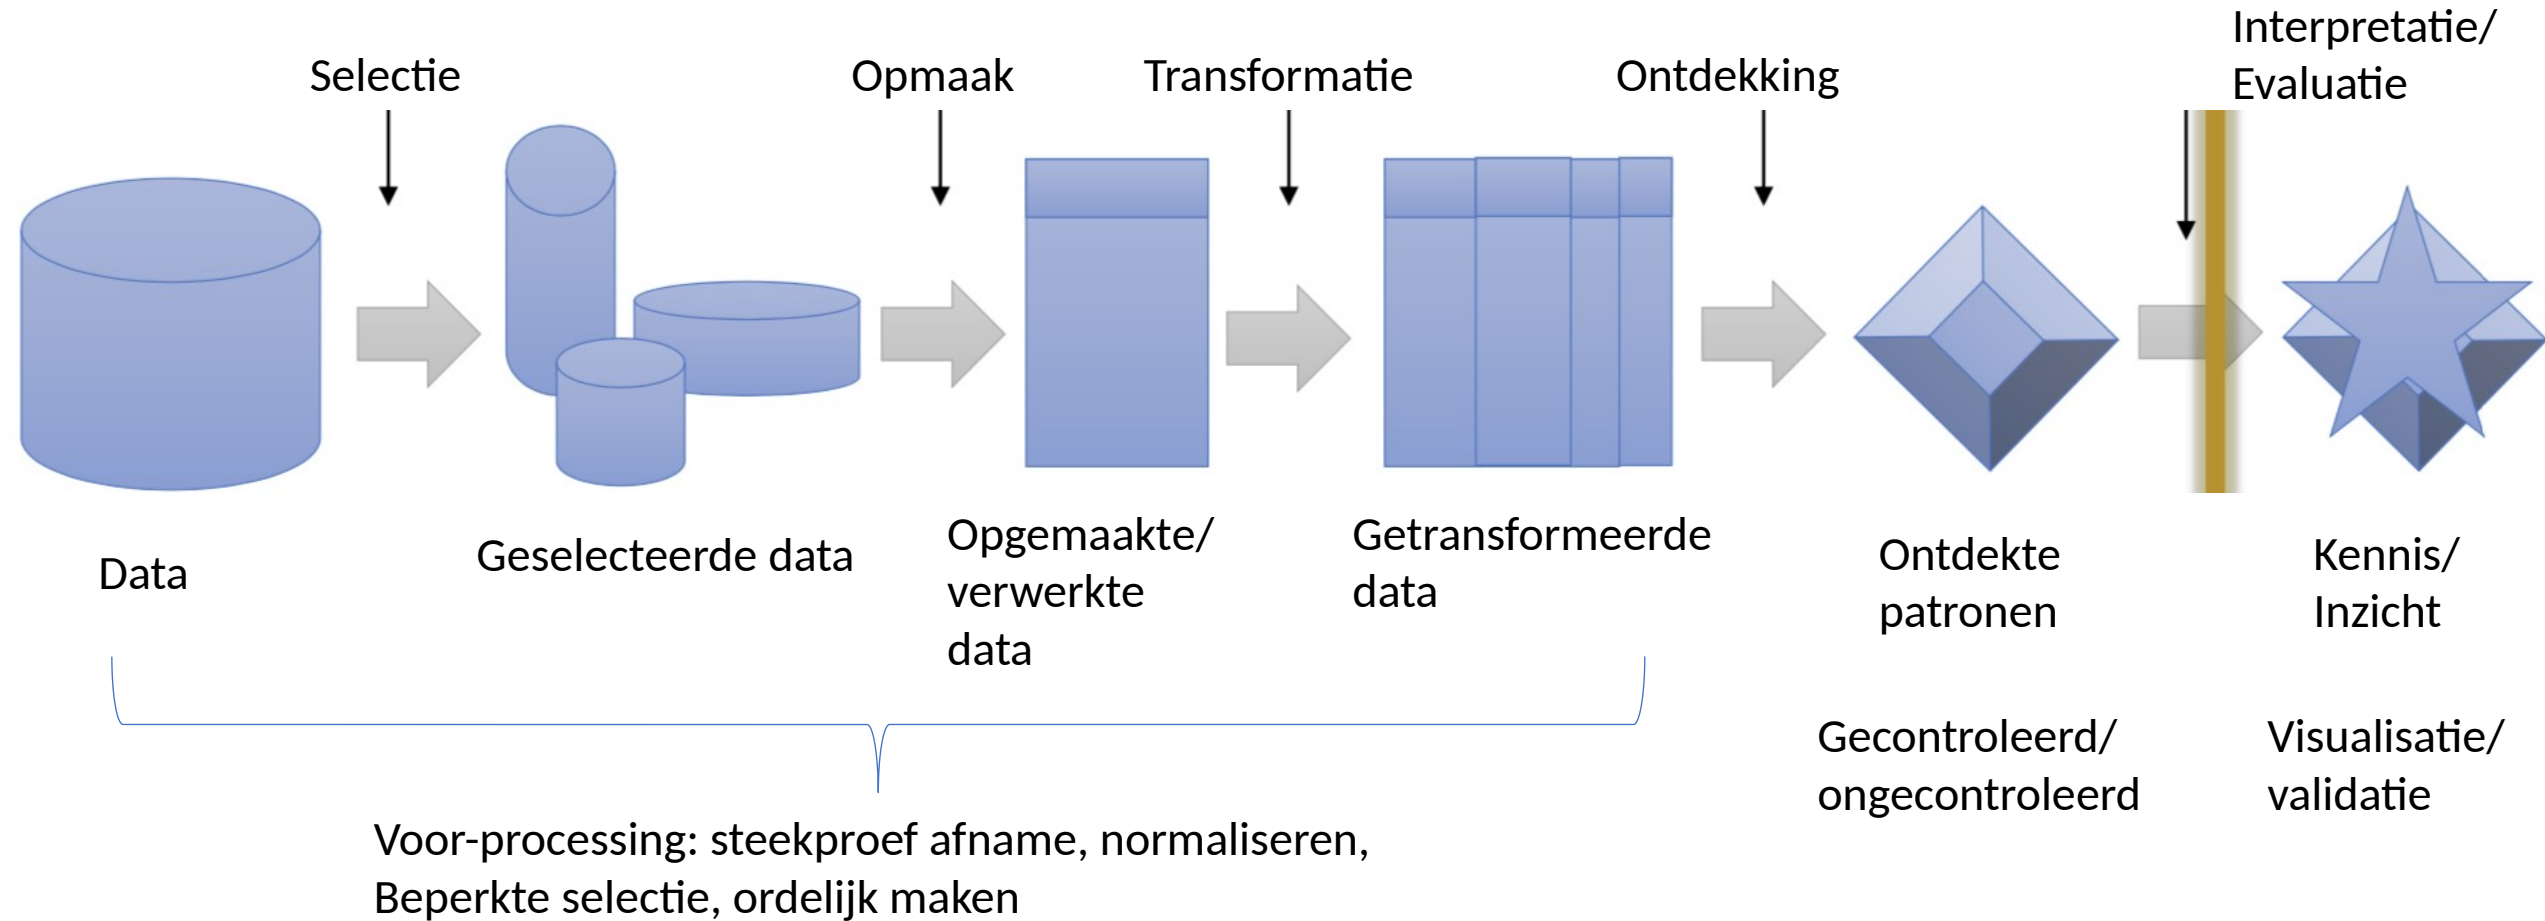 Selectie
Opmaak
Transformatie
Ontdekking
Interpretatie/
Evaluatie
Data
Geselecteerde data
Opgemaakte/
verwerkte
data
Getransformeerde
data
Ontdekte
patronen
Kennis/
Inzicht
Gecontroleerd/
ongecontroleerd
Visualisatie/
validatie
Voor-processing: steekproef afname, normaliseren,
Beperkte selectie, ordelijk maken